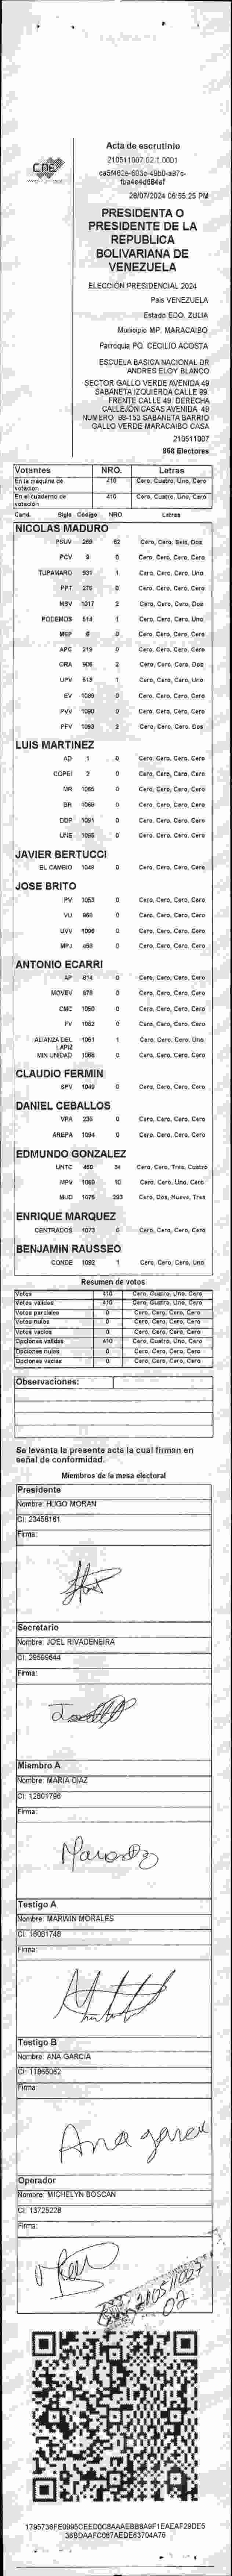 CNE
Acta de escrutinio
210511007.02.1.0001
28/07/2024 06:55:25 PM
PRESIDENTA O
PRESIDENTE DE LA
REPUBLICA
BOLIVARIANA DE
VENEZUELA
ELECCIÓN PRESIDENCIAL 2024
Pais VENEZUELA
Estado EDO. ZULIA
Municipio MP. MARACAIBO
Parroquia PQ. CECILIO ACOSTA
ESCUELA BASICA NACIONAL DR
ANDRES ELOY BLANCO
SECTOR GALLO VERDE AVENIDA 49
SABANETA IZQUIERDA CALLE 99.
FRENTE CALLE 49. DERECHA
CALLEJÓN CASAS AVENIDA 49
NUMERO 98-153 SABANETA BARRIO
GALLO VERDE MARACAIBO CASA
210511007
868 Electores
Votantes NRO. Letras
En la máquina de votación 410 Cero, Cuatro, Uno, Cero
En el cuaderno de votación 410 Cero, Cuatro, Uno, Cero
Cand. Sigla Código NRO. Letras
NICOLAS MADURO
PSUV 269 62 Cero, Cero, Seis, Dos
PCV 9 0 Cero, Cero, Cero, Cero
TUPAMARO 931 1 Cero, Cero, Cero, Uno
PPT 276 0 Cero, Cero, Cero, Cero
MSV 1017 2 Cero, Cero, Cero, Dos
PODEMOS 514 1 Cero, Cero, Cero, Uno
MEP 6 0 Cero, Cero, Cero, Cero
APC 219 0 Cero, Cero, Cero, Cero
ORA 906 2 Cero, Cero, Cero, Dos
UPV 513 1 Cero, Cero, Cero, Uno
EV 1089 0 Cero, Cero, Cero, Cero
PVV 1090 0 Cero, Cero, Cero, Cero
PFV 1093 2 Cero, Cero, Cero, Dos
LUIS MARTINEZ
AD 1 0 Cero, Cero, Cero, Cero
COPEI 2 0 Cero, Cero, Cero, Cero
MR 1065 0 Cero, Cero, Cero, Cero
BR 1069 0 Cero, Cero, Cero, Cero
DDP 1091 0 Cero, Cero, Cero, Cero
UNE 1095 0 Cero, Cero, Cero, Cero
JAVIER BERTUCCI
EL CAMBIO 1048 0 Cero, Cero, Cero, Cero
JOSE BRITO
PV 1053 0 Cero, Cero, Cero, Cero
VU 968 0 Cero, Cero, Cero, Cero
UVV 1096 0 Cero, Cero, Cero, Cero
MPJ 458 0 Cero, Cero, Cero, Cero
ANTONIO ECARRI
AP 814 0 Cero, Cero, Cero, Cero
MOVEV 978 0 Cero, Cero, Cero, Cero
CMC 1050 0 Cero, Cero, Cero, Cero
FV 1062 0 Cero, Cero, Cero, Cero
ALIANZA DEL LAPIZ 1061 1 Cero, Cero, Cero, Uno
MIN UNIDAD 1068 0 Cero, Cero, Cero, Cero
CLAUDIO FERMIN
SPV 1049 0 Cero, Cero, Cero, Cero
DANIEL CEBALLOS
VPA 236 0 Cero, Cero, Cero, Cero
AREPA 1094 0 Cero, Cero, Cero, Cero
EDMUNDO GONZALEZ
UNTC 460 34 Cero, Cero, Tres, Cuatro
MPV 1069 10 Cero, Cero, Uno, Cero
MUD 1075 293 Cero, Dos, Nueve, Tres
ENRIQUE MARQUEZ
CENTRADOS 1073 0 Cero, Cero, Cero, Cero
BENJAMIN RAUSSEO
CONDE 1092 1 Cero, Cero, Cero, Uno
Resumen de votos
Votos 410 Cero, Cuatro, Uno, Cero
Votos validos 410 Cero, Cuatro, Uno, Cero
Votos parciales 0 Cero, Cero, Cero, Cero
Votos nulos 0 Cero, Cero, Cero, Cero
Votos vacíos 0 Cero, Cero, Cero, Cero
Opciones validas 410 Cero, Cuatro, Uno, Cero
Opciones nulas 0 Cero, Cero, Cero, Cero
Opciones vacías 0 Cero, Cero, Cero, Cero
Observaciones:
Se levanta la presente acta la cual firman en
señal de conformidad.
Miembros de la mesa electoral
Presidente
Nombre: HUGO MORAN
CI: 23458161
Firma:
Secretario
Nombre: JOEL RIVADENEIRA
CI: 29599644
Firma:
Miembro A
Nombre: MARIA DIAZ
CI: 12801796
Firma:
Testigo A
Nombre: MARWIN MORALES
CI: 16081748
Firma:
Testigo B
Nombre: ANA GARCIA
CI: 11866062
Firma:
Ana garcia
Operador
Nombre: MICHELYN BOSCAN
CI: 13725228
Firma:
210511007
02